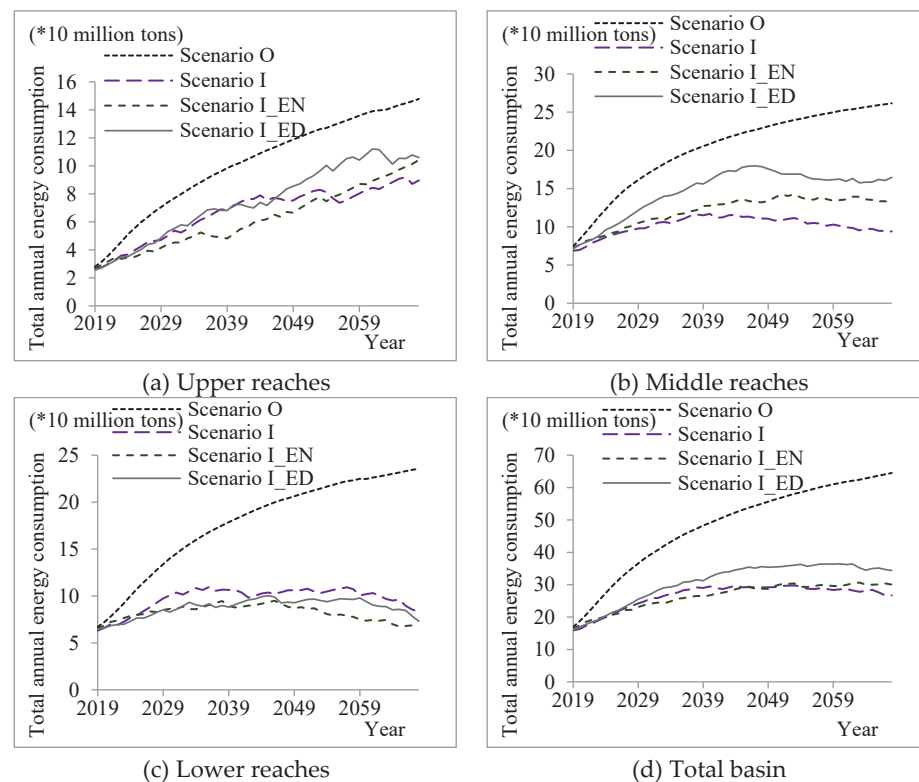 (*10 million tons)
Scenario O
Scenario I
Scenario I_EN
Scenario I_ED
Total annual energy consumption
16
14
12
10
8
6
4
2
0
2019 2029 2039 2049 2059
Year
(a) Upper reaches
(*10 million tons)
Scenario O
Scenario I
Scenario I_EN
Scenario I_ED
Total annual energy consumption
30
25
20
15
10
5
0
2019 2029 2039 2049 2059
Year
(b) Middle reaches
(*10 million tons)
Scenario O
Scenario I
Scenario I_EN
Scenario I_ED
Total annual energy consumption
25
20
15
10
5
0
2019 2029 2039 2049 2059
Year
(c) Lower reaches
(*10 million tons)
Scenario O
Scenario I
Scenario I_EN
Scenario I_ED
Total annual energy consumption
70
60
50
40
30
20
10
0
2019 2029 2039 2049 2059
Year
(d) Total basin